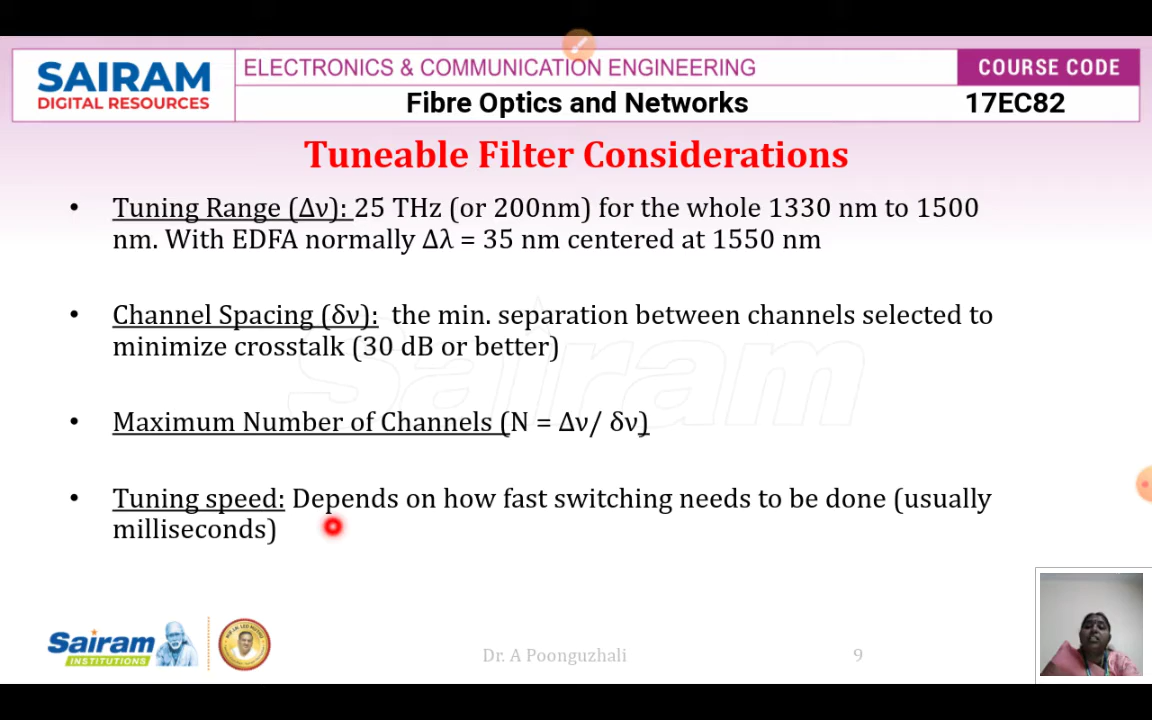 SAIRAM
DIGITAL RESOURCES
ELECTRONICS & COMMUNICATION ENGINEERING
COURSE CODE
Fibre Optics and Networks
17EC82
Tuneable Filter Considerations
• Tuning Range (Δν): 25 THz (or 200nm) for the whole 1330 nm to 1500
nm. With EDFA normally Δλ = 35 nm centered at 1550 nm
• Channel Spacing (δν): the min. separation between channels selected to
minimize crosstalk (30 dB or better)
• Maximum Number of Channels (N = Δν/ δν)
• Tuning speed: Depends on how fast switching needs to be done (usually
milliseconds)
Sairam
Sairam
INSTITUTIONS
Dr. A Poonguzhali
9